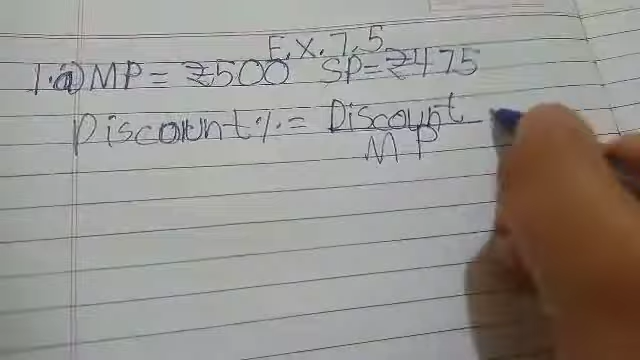 Ex. 7.5
1.a) MP = ₹500 SP = ₹475
Discount % = Discount
MP